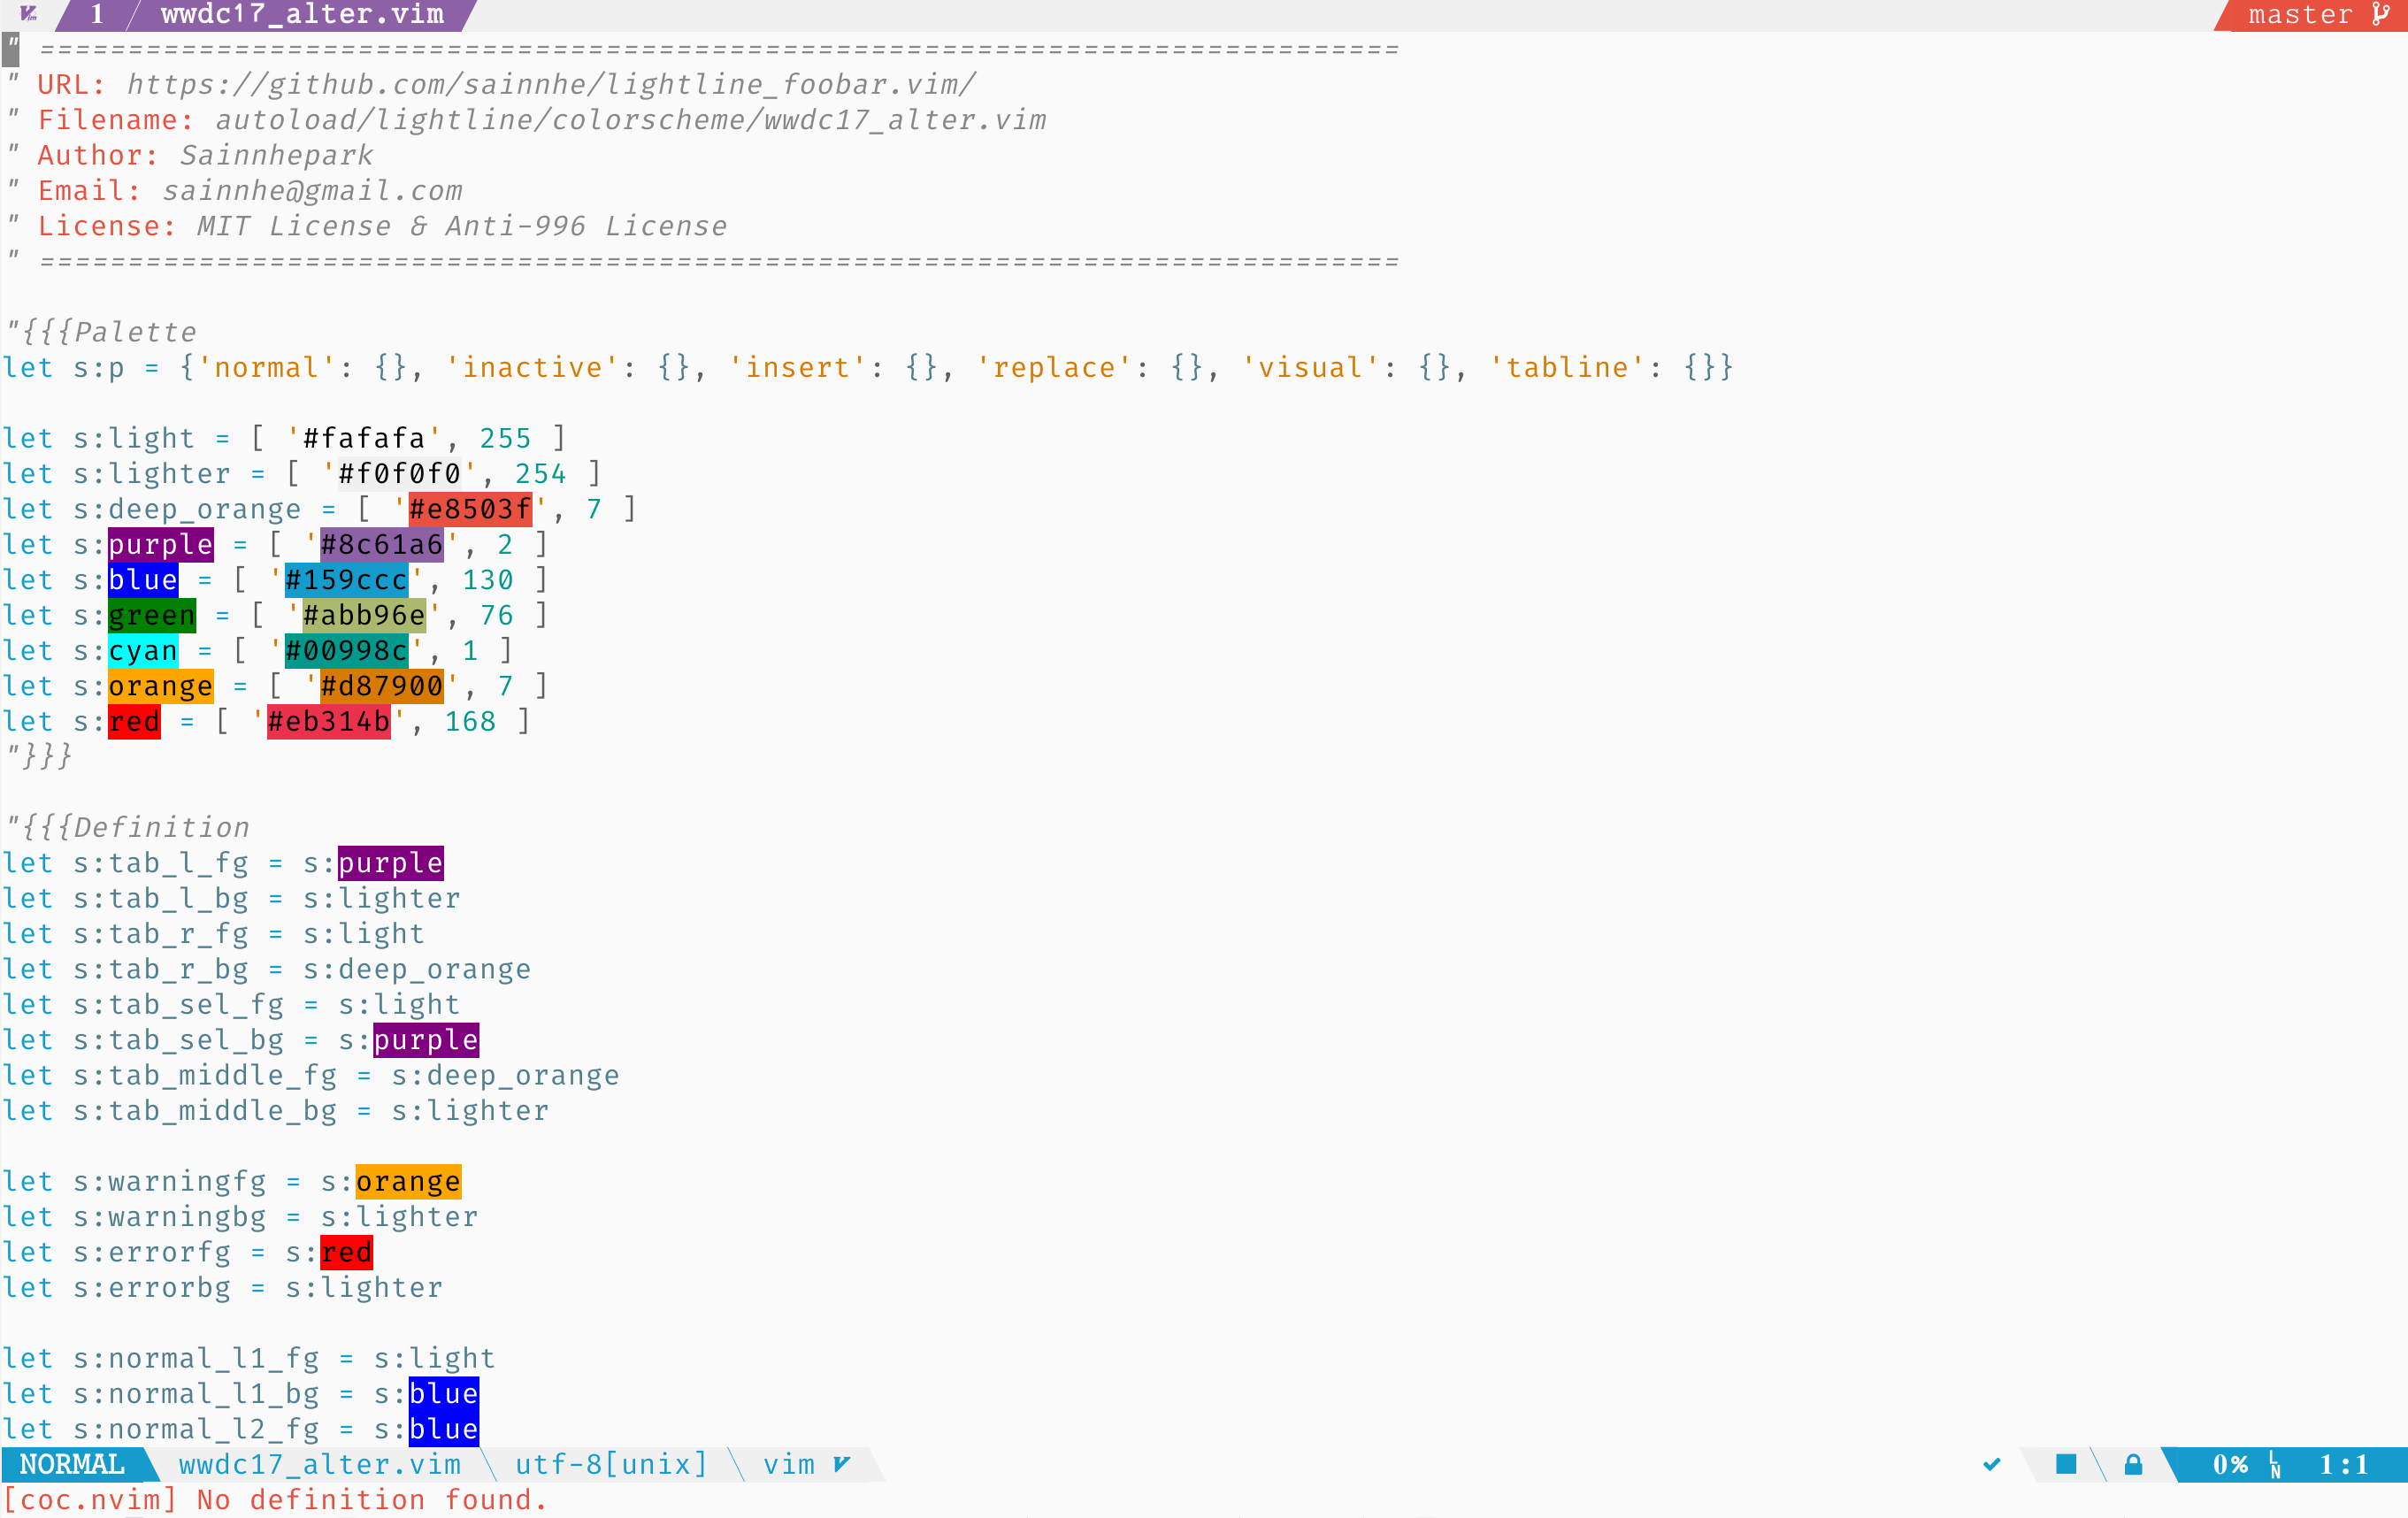 1 wwdc17_alter.vim master
" =============================================================================
" URL: https://github.com/sainnhe/lightline_foobar.vim/
" Filename: autoload/lightline/colorscheme/wwdc17_alter.vim
" Author: Sainnhepark
" Email: sainnhe@gmail.com
" License: MIT License & Anti-996 License
" =============================================================================
"{{{Palette
let s:p = {'normal': {}, 'inactive': {}, 'insert': {}, 'replace': {}, 'visual': {}, 'tabline': {}}
let s:light = [ '#fafafa', 255 ]
let s:lighter = [ '#f0f0f0', 254 ]
let s:deep_orange = [ '#e8503f', 7 ]
let s:purple = [ '#8c61a6', 2 ]
let s:blue = [ '#159ccc', 130 ]
let s:green = [ '#abb96e', 76 ]
let s:cyan = [ '#00998c', 1 ]
let s:orange = [ '#d87900', 7 ]
let s:red = [ '#eb314b', 168 ]
"}}}
"{{{Definition
let s:tab_l_fg = s:purple
let s:tab_l_bg = s:lighter
let s:tab_r_fg = s:light
let s:tab_r_bg = s:deep_orange
let s:tab_sel_fg = s:light
let s:tab_sel_bg = s:purple
let s:tab_middle_fg = s:deep_orange
let s:tab_middle_bg = s:lighter
let s:warningfg = s:orange
let s:warningbg = s:lighter
let s:errorfg = s:red
let s:errorbg = s:lighter
let s:normal_l1_fg = s:light
let s:normal_l1_bg = s:blue
let s:normal_l2_fg = s:blue
NORMAL wwdc17_alter.vim utf-8[unix] vim 0% LN 1:1
[coc.nvim] No definition found.